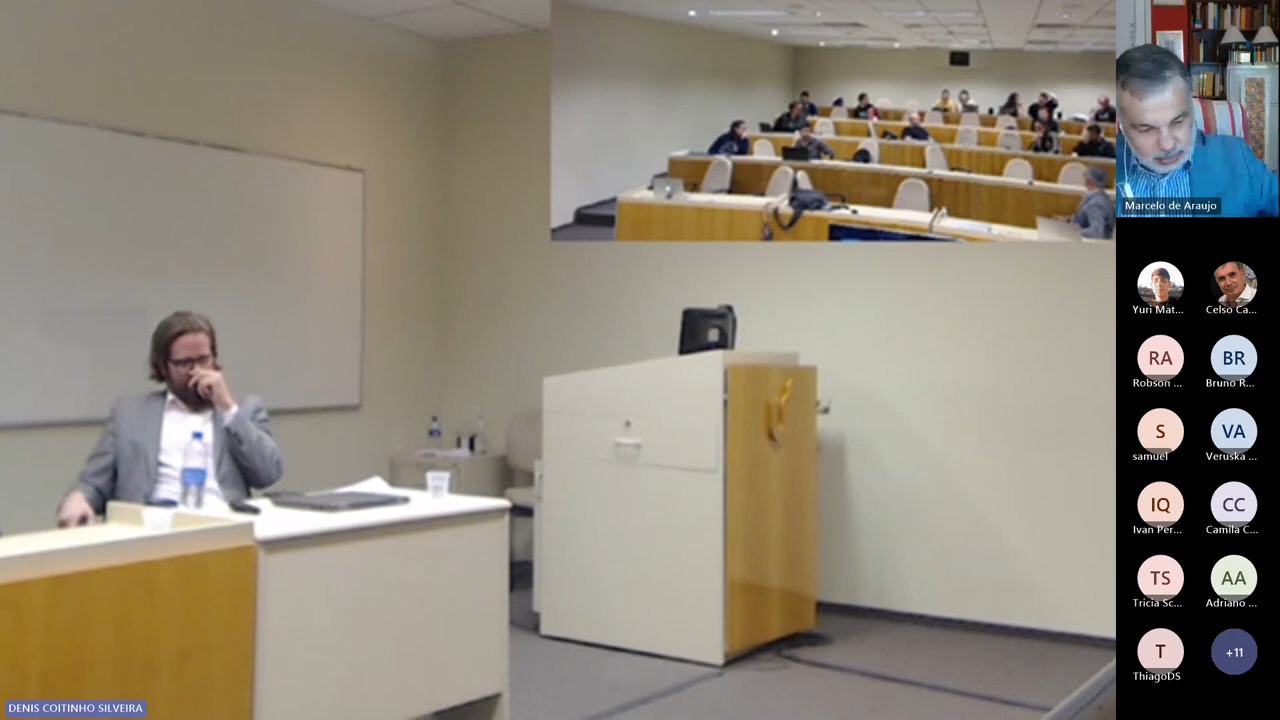 Marcelo de Araujo
Yuri Mat...
Celso Ca...
RA
BR
Robson ...
Bruno R...
S
VA
samuel
Veruska ...
IQ
CC
Ivan Per...
Camila C...
TS
AA
Tricia Sc...
Adriano ...
T
+11
ThiagoDS
DENIS COITINHO SILVEIRA